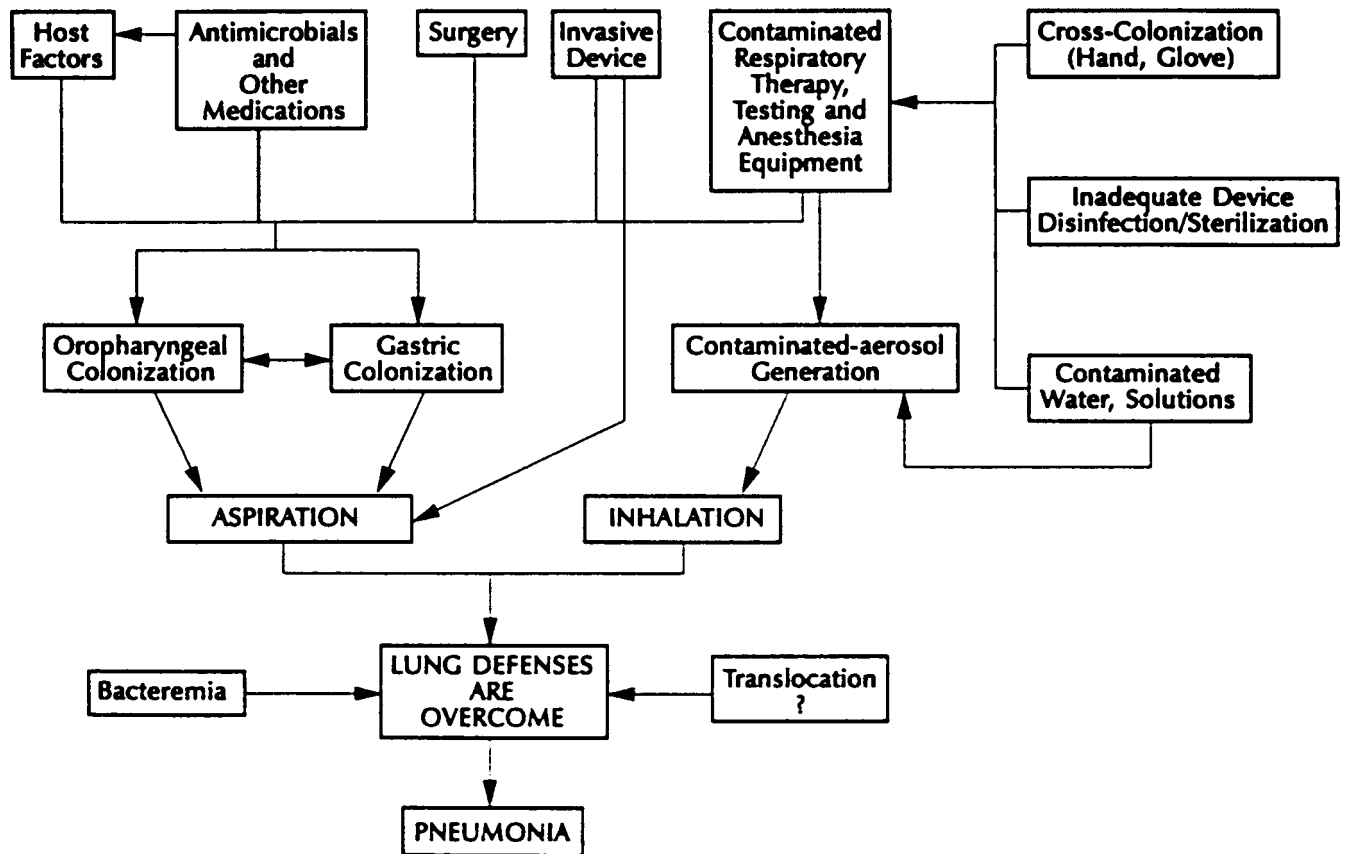 Host
Factors
Antimicrobials
and
Other
Medications
Surgery
Invasive
Device
Contaminated
Respiratory
Therapy,
Testing and
Anesthesia
Equipment
Cross-Colonization
(Hand, Glove)
Inadequate Device
Disinfection/Sterilization
Oropharyngeal
Colonization
Gastric
Colonization
Contaminated-aerosol
Generation
Contaminated
Water, Solutions
ASPIRATION
INHALATION
Bacteremia
LUNG DEFENSES
ARE
OVERCOME
Translocation
?
PNEUMONIA